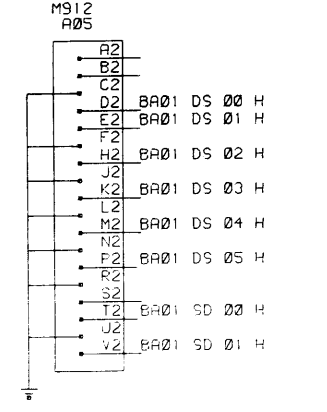 M912
AØ5
A2
B2
C2
D2 BAØ1 DS ØØ H
E2 BAØ1 DS Ø1 H
F2
H2 BAØ1 DS Ø2 H
J2
K2 BAØ1 DS Ø3 H
L2
M2 BAØ1 DS Ø4 H
N2
P2 BAØ1 DS Ø5 H
R2
S2
T2 BAØ1 SD ØØ H
U2
V2 BAØ1 SD Ø1 H